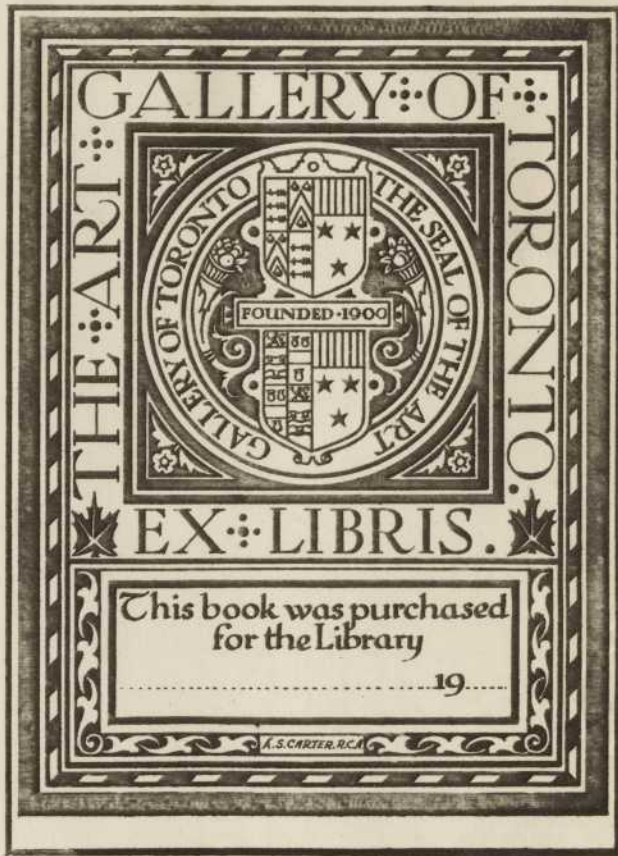 THE ART GALLERY OF TORONTO.
THE SEAL OF THE ART GALLERY OF TORONTO
FOUNDED·1900
EX LIBRIS.
This book was purchased
for the Library
19
A.S.CARTER.R.C.A